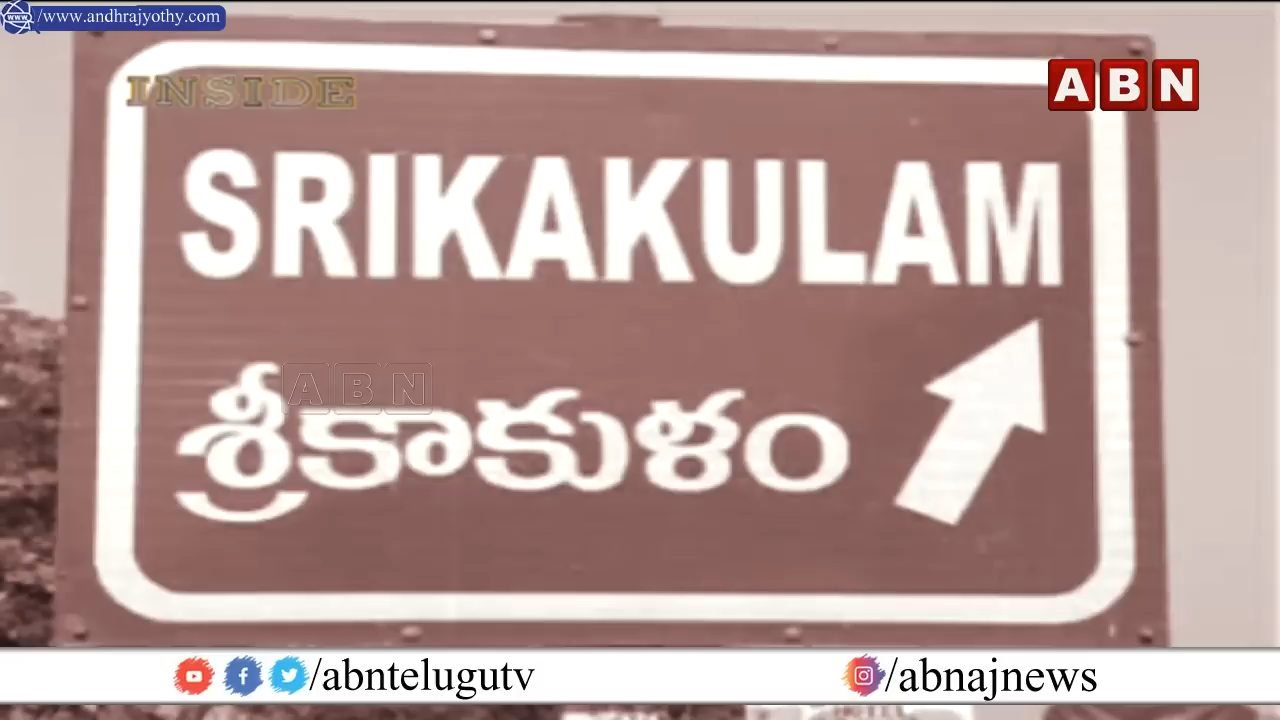 www.andhrajyothy.com
INSIDE
ABN
SRIKAKULAM
శ్రీకాకుళం
ABN
/abntelugutv
/abnajnews